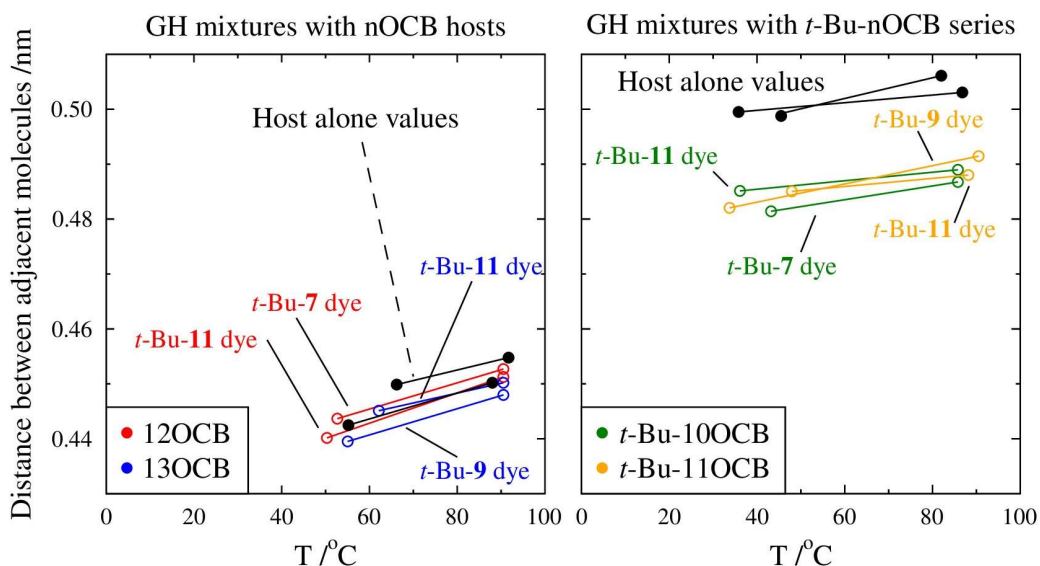 GH mixtures with nOCB hosts
GH mixtures with t-Bu-nOCB series
Distance between adjacent molecules /nm
0.50
0.48
0.46
0.44
Host alone values
t-Bu-11 dye
t-Bu-7 dye
t-Bu-11 dye
t-Bu-9 dye
12OCB
13OCB
0 20 40 60 80 100
T /°C
Host alone values
t-Bu-9 dye
t-Bu-11 dye
t-Bu-11 dye
t-Bu-7 dye
t-Bu-10OCB
t-Bu-11OCB
0 20 40 60 80 100
T /°C